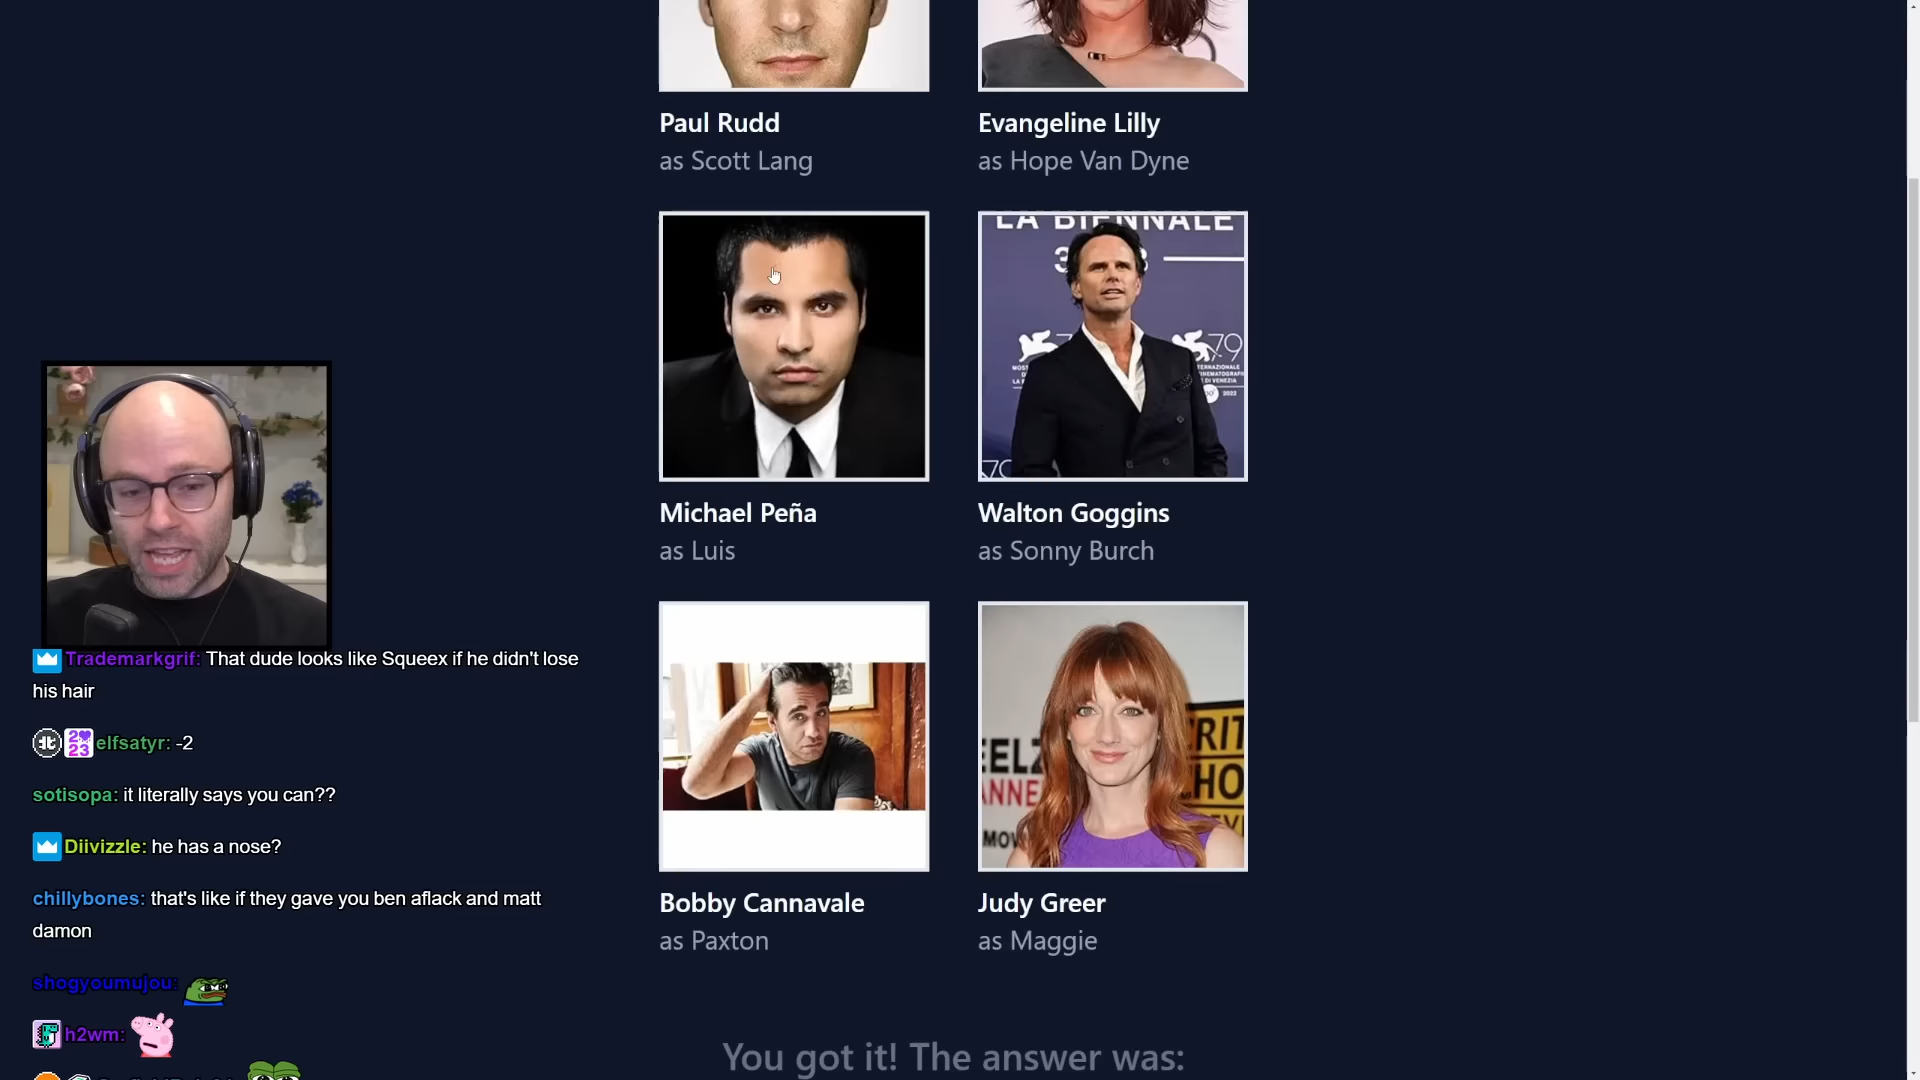 Paul Rudd
as Scott Lang
Evangeline Lilly
as Hope Van Dyne
LA BIENNALE
79
Michael Peña
as Luis
Walton Goggins
as Sonny Burch
Bobby Cannavale
as Paxton
Judy Greer
as Maggie
You got it! The answer was:
Trademarkgrif: That dude looks like Squeex if he didn't lose
his hair
elfsatyr: -2
sotisopa: it literally says you can??
Diivizzle: he has a nose?
chillybones: that's like if they gave you ben aflack and matt
damon
shogyoumujou:
h2wm: